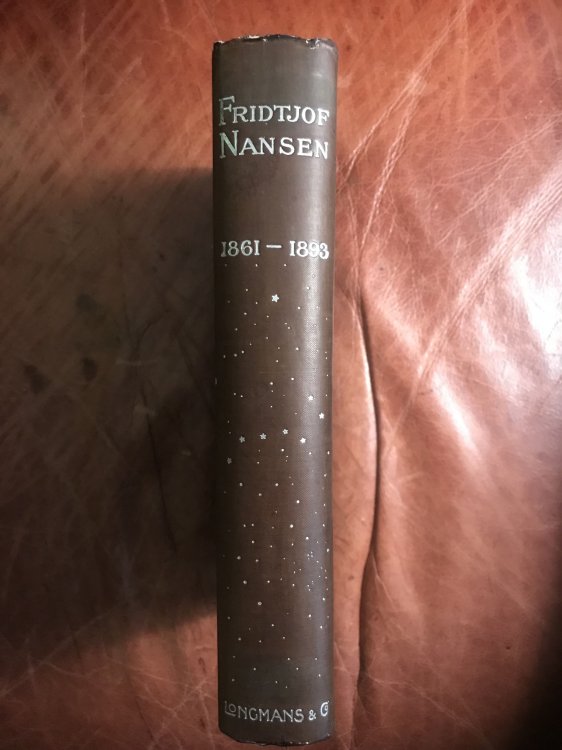 FRIDTJOF
NANSEN
1861 – 1893
LONGMANS & Co